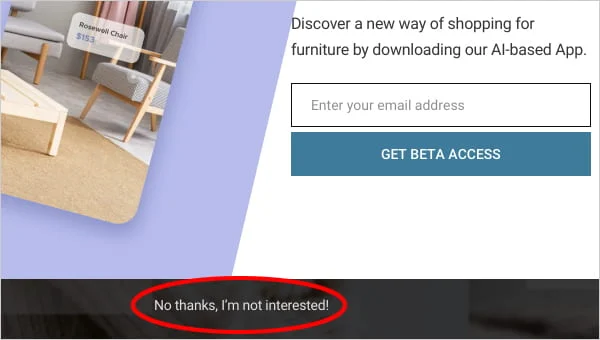 Rosewell Chair
$153
Discover a new way of shopping for
furniture by downloading our AI-based App.
Enter your email address
GET BETA ACCESS
No thanks, I'm not interested!